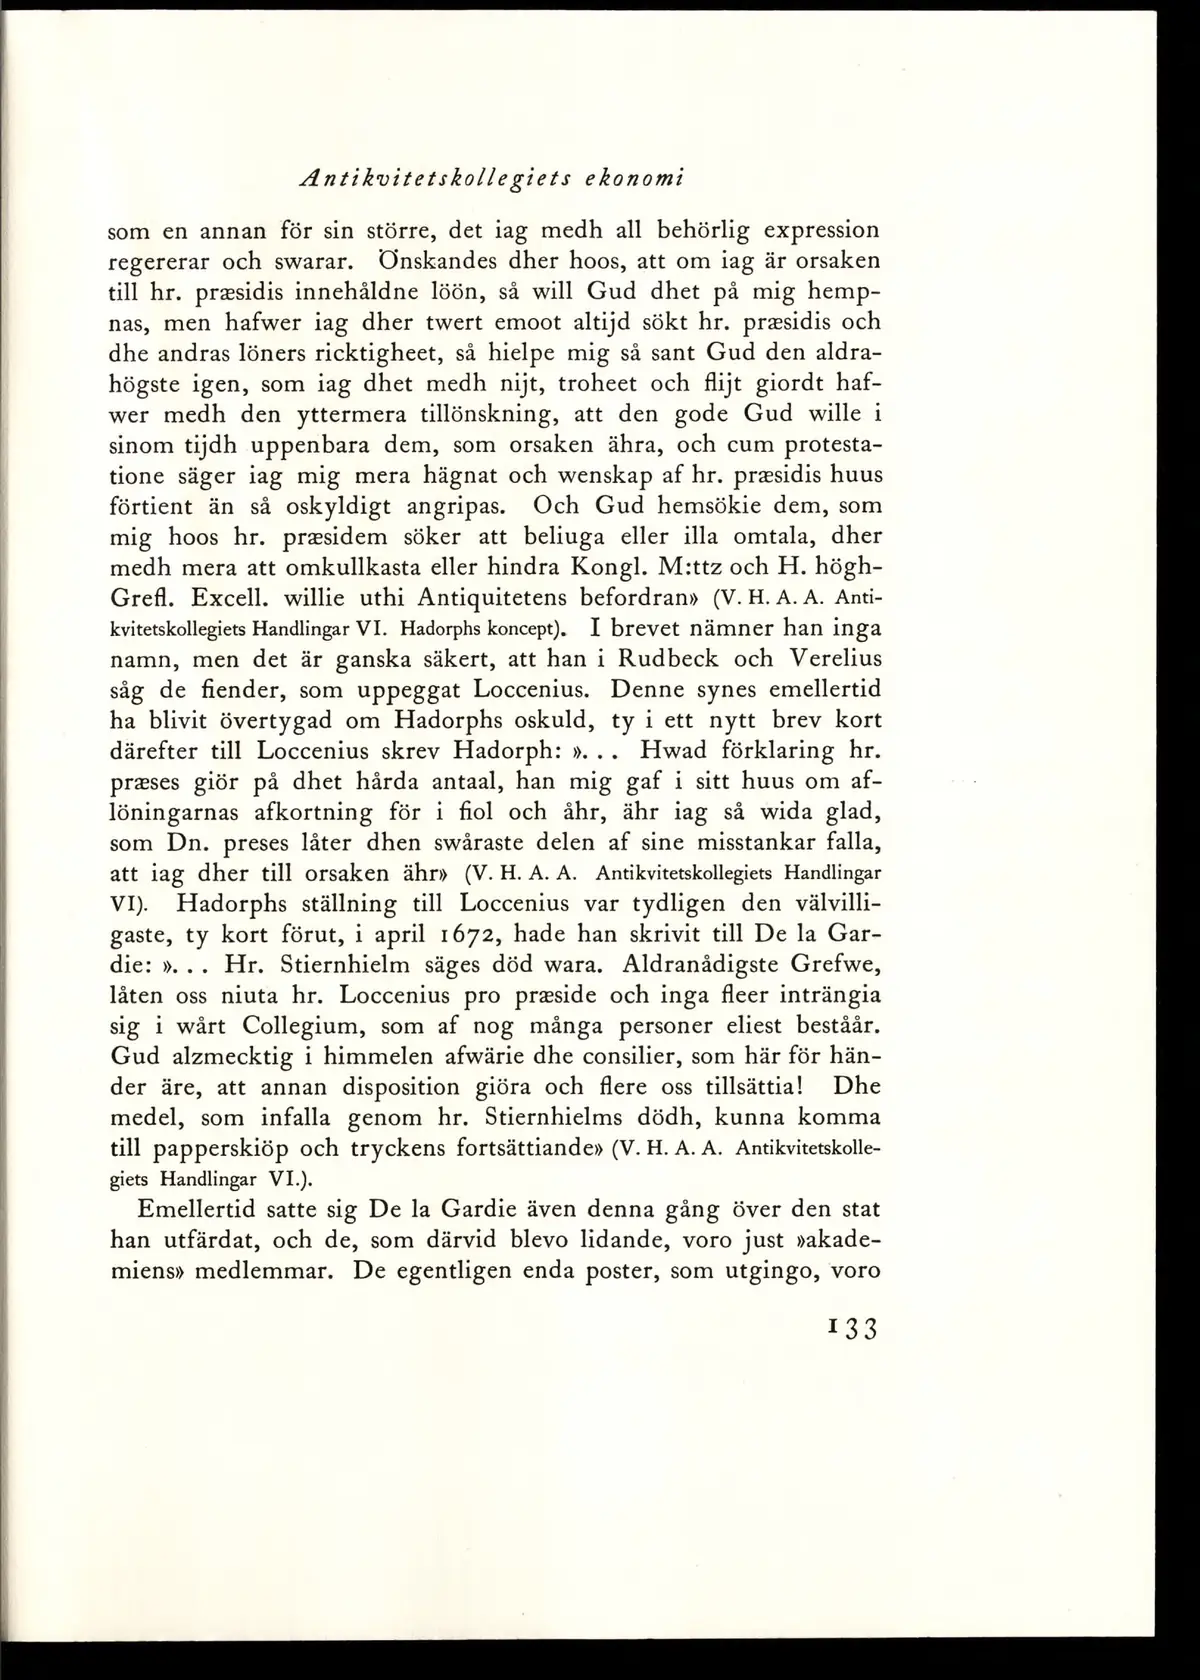 Antikvitetskollegiets ekonomi
som en annan för sin större, det iag medh all behörlig expression
regererar och swarar. Önskandes dher hoos, att om iag är orsaken
till hr. præsidis innehåldne löön, så will Gud dhet på mig hemp-
nas, men hafwer iag dher twert emoot altijd sökt hr. præsidis och
dhe andras löners ricktigheet, så hielpe mig så sant Gud den aldra-
högste igen, som iag dhet medh nijt, troheet och flijt giordt haf-
wer medh den yttermera tillönskning, att den gode Gud wille i
sinom tijdh uppenbara dem, som orsaken ähra, och cum protesta-
tione säger iag mig mera hägnat och wenskap af hr. præsidis huus
förtient än så oskyldigt angripas. Och Gud hemsökie dem, som
mig hoos hr. præsidem söker att beliuga eller illa omtala, dher
medh mera att omkullkasta eller hindra Kongl. M:ttz och H. högh-
Grefl. Excell. willie uthi Antiquitetens befordran» (V. H. A. A. Anti-
kvitetskollegiets Handlingar VI. Hadorphs koncept). I brevet nämner han inga
namn, men det är ganska säkert, att han i Rudbeck och Verelius
såg de fiender, som uppeggat Loccenius. Denne synes emellertid
ha blivit övertygad om Hadorphs oskuld, ty i ett nytt brev kort
därefter till Loccenius skrev Hadorph: ». . . Hwad förklaring hr.
præses giör på dhet hårda antaal, han mig gaf i sitt huus om af-
löningarnas afkortning för i fiol och åhr, ähr iag så wida glad,
som Dn. preses låter dhen swåraste delen af sine misstankar falla,
att iag dher till orsaken ähr» (V. H. A. A. Antikvitetskollegiets Handlingar
VI). Hadorphs ställning till Loccenius var tydligen den välvilli-
gaste, ty kort förut, i april 1672, hade han skrivit till De la Gar-
die: ». . . Hr. Stiernhielm säges död wara. Aldranådigste Grefwe,
låten oss niuta hr. Loccenius pro præside och inga fleer inträngia
sig i wårt Collegium, som af nog många personer eliest beståår.
Gud alzmecktig i himmelen afwärie dhe consilier, som här för hän-
der äre, att annan disposition giöra och flere oss tillsättia! Dhe
medel, som infalla genom hr. Stiernhielms dödh, kunna komma
till papperskiöp och tryckens fortsättiande» (V. H. A. A. Antikvitetskolle-
giets Handlingar VI.).
Emellertid satte sig De la Gardie även denna gång över den stat
han utfärdat, och de, som därvid blevo lidande, voro just »akade-
miens» medlemmar. De egentligen enda poster, som utgingo, voro
133